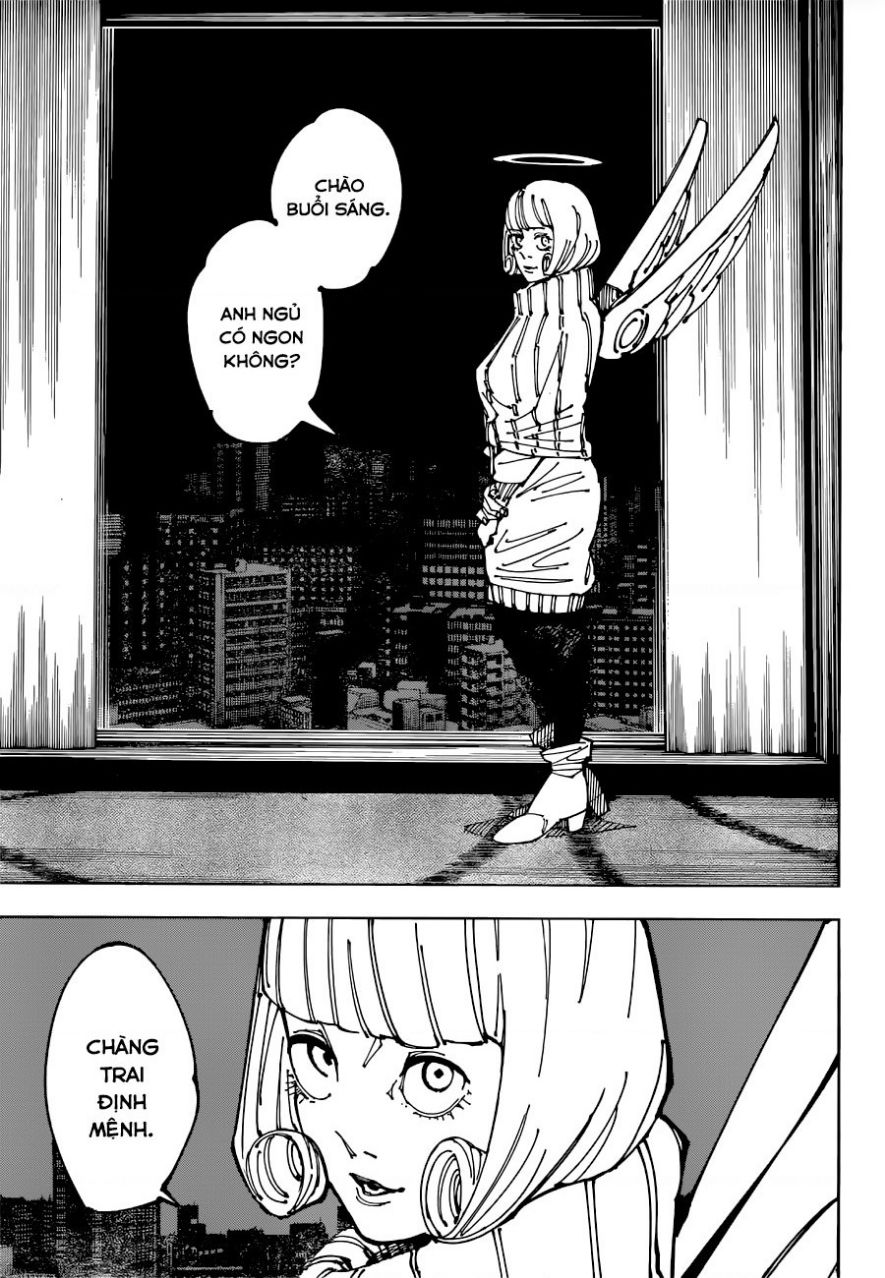 CHÀO
BUỔI SÁNG.
ANH NGỦ
CÓ NGON
KHÔNG?
CHÀNG
TRAI
ĐỊNH
MỆNH.